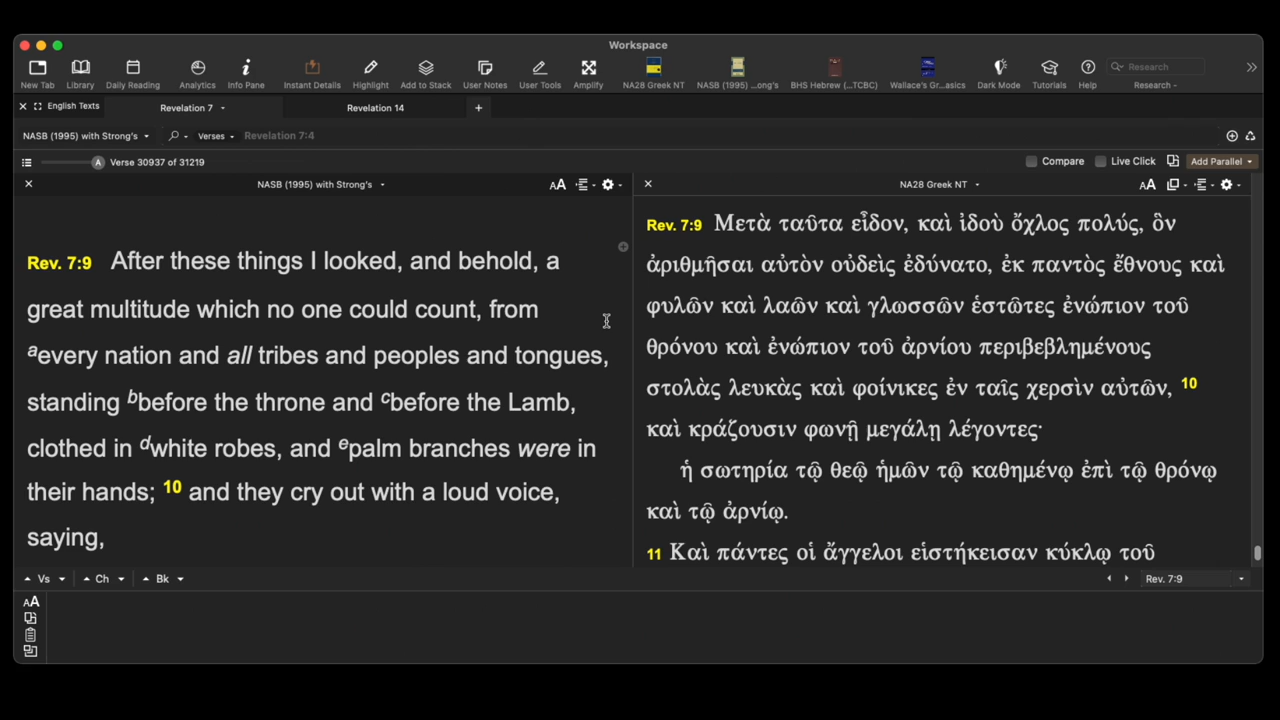 Workspace
New Tab Library Daily Reading Analytics Info Pane Instant Details Highlight Add to Stack User Notes User Tools Amplify NA28 Greek NT NASB (1995) ...ong's BHS Hebrew (...TCBC) Wallace's Gr...asics Dark Mode Tutorials Help Research
Research
English Texts Revelation 7 Revelation 14 +
NASB (1995) with Strong's Verses Revelation 7:4
A Verse 30937 of 31219 Compare Live Click Add Parallel
NASB (1995) with Strong's
Rev. 7:9 After these things I looked, and behold, a
great multitude which no one could count, from
aevery nation and all tribes and peoples and tongues,
standing bbefore the throne and cbefore the Lamb,
clothed in dwhite robes, and epalm branches were in
their hands; 10 and they cry out with a loud voice,
saying,
NA28 Greek NT
Rev. 7:9 Μετὰ ταῦτα εἶδον, καὶ ἰδοὺ ὄχλος πολύς, ὃν
ἀριθμῆσαι αὐτὸν οὐδεὶς ἐδύνατο, ἐκ παντὸς ἔθνους καὶ
φυλῶν καὶ λαῶν καὶ γλωσσῶν ἑστῶτες ἐνώπιον τοῦ
θρόνου καὶ ἐνώπιον τοῦ ἀρνίου περιβεβλημένους
στολὰς λευκὰς καὶ φοίνικες ἐν ταῖς χερσὶν αὐτῶν, 10
καὶ κράζουσιν φωνῇ μεγάλῃ λέγοντες·
ἡ σωτηρία τῷ θεῷ ἡμῶν τῷ καθημένῳ ἐπὶ τῷ θρόνῳ
καὶ τῷ ἀρνίῳ.
11 Καὶ πάντες οἱ ἄγγελοι εἱστήκεισαν κύκλῳ τοῦ
Vs Ch Bk Rev. 7:9
AA